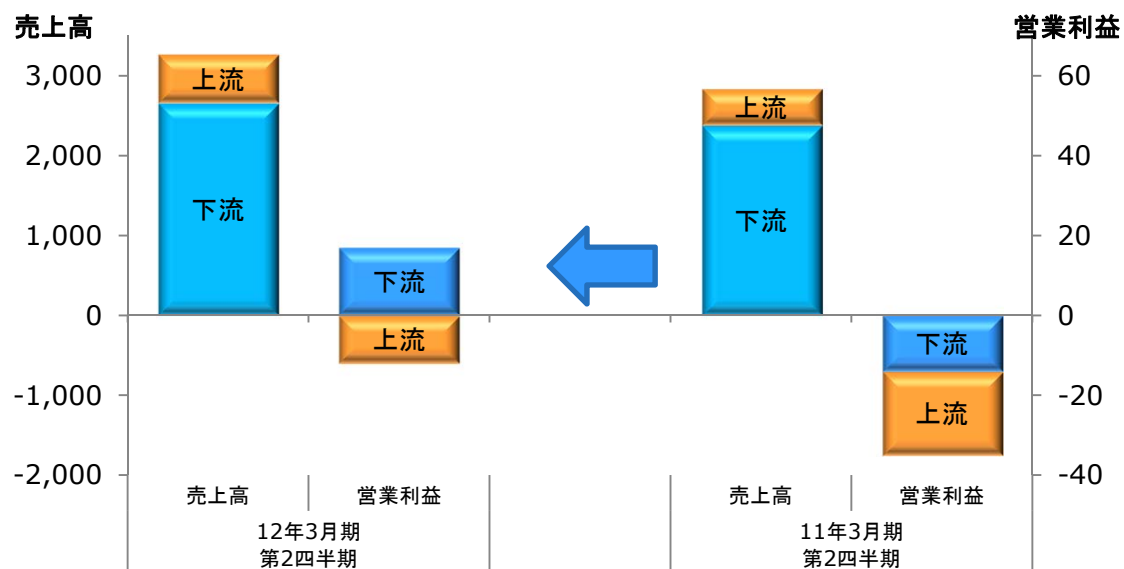 売上高
営業利益
3,000
2,000
1,000
0
-1,000
-2,000
上流
下流
下流
上流
上流
下流
下流
上流
60
40
20
0
-20
-40
売上高
営業利益
売上高
営業利益
12年3月期
第2四半期
11年3月期
第2四半期